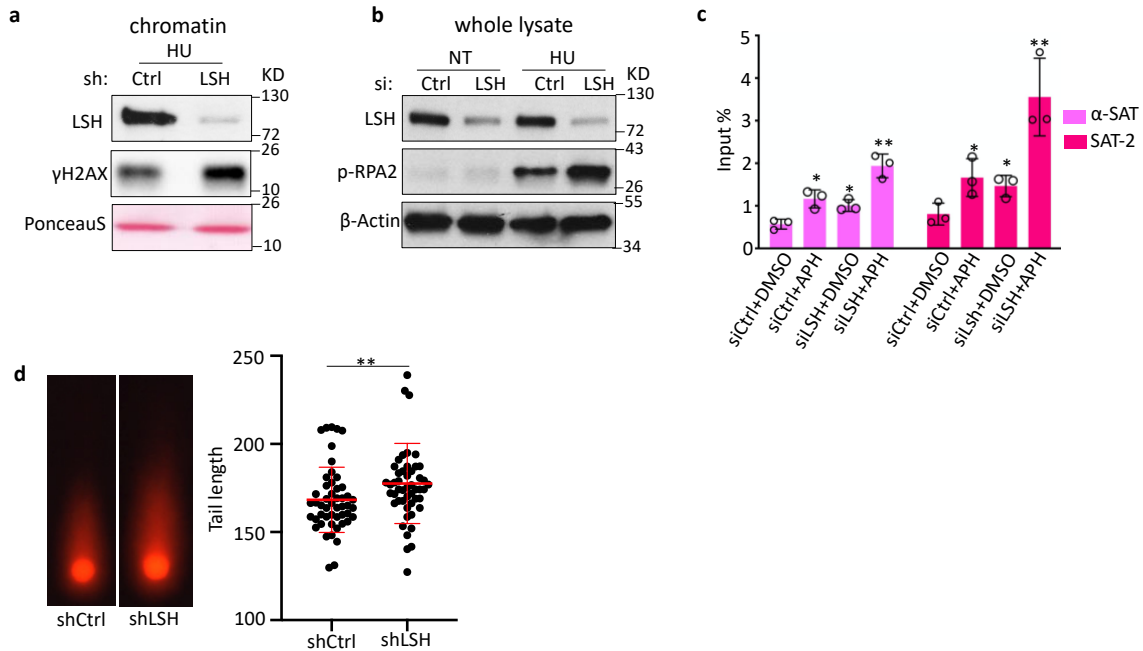 a
chromatin
HU
sh: Ctrl LSH KD
LSH
130
72
γH2AX
26
10
PonceauS
26
10
b
whole lysate
NT HU
si: Ctrl LSH Ctrl LSH KD
LSH
130
72
p-RPA2
43
26
β-Actin
55
34
c
Input %
5
4
3
2
1
0
* * ** * * **
α-SAT
SAT-2
siCtrl+DMSO
siCtrl+APH
siLSH+DMSO
siLSH+APH
siCtrl+DMSO
siCtrl+APH
siLsh+DMSO
siLSH+APH
d
shCtrl shLSH
Tail length
250
200
150
100
**
shCtrl shLSH